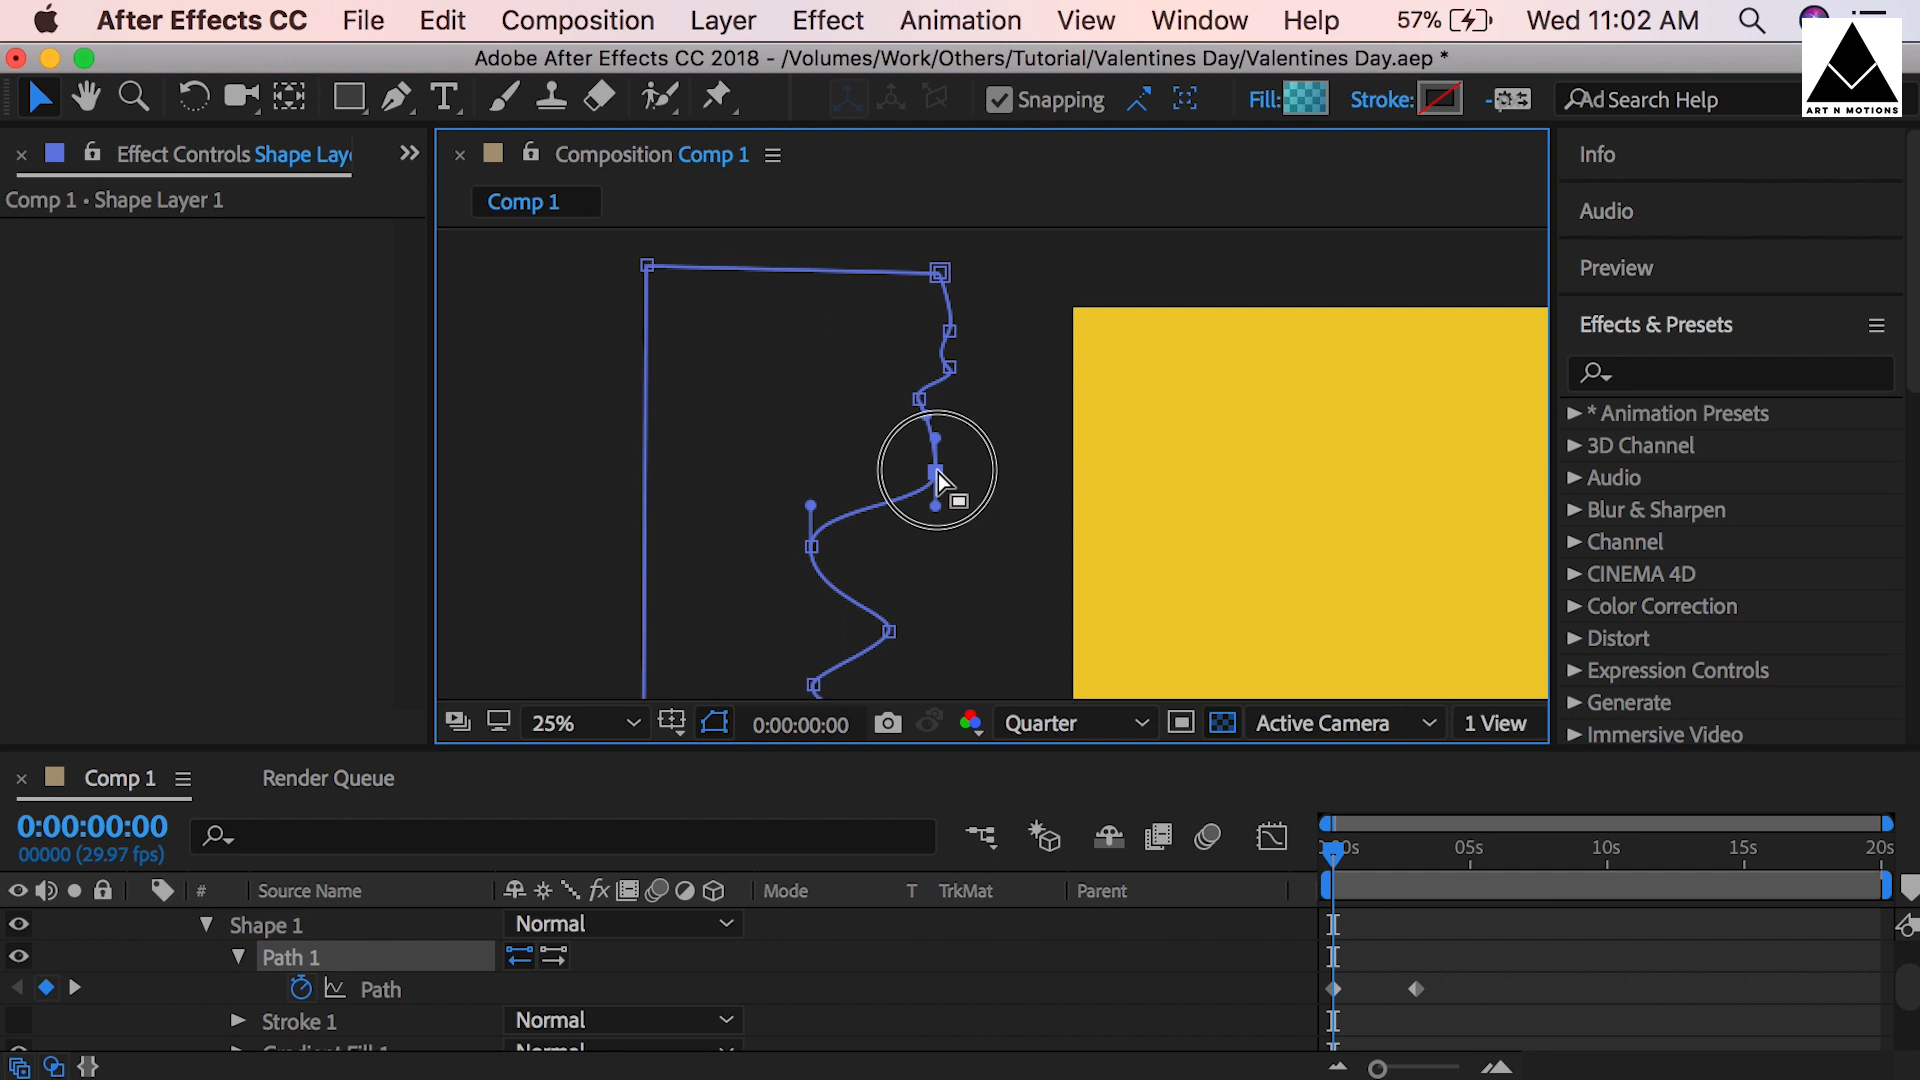 After Effects CC File Edit Composition Layer Effect Animation View Window Help 57% Wed 11:02 AM
Adobe After Effects CC 2018 - /Volumes/Work/Others/Tutorial/Valentines Day/Valentines Day.aep *
T Snapping Fill: Stroke: Ad Search Help
ART N MOTIONS
Effect Controls Shape Laye
Composition Comp 1
Comp 1 • Shape Layer 1
Comp 1
Info
Audio
Preview
Effects & Presets
* Animation Presets
3D Channel
Audio
Blur & Sharpen
Channel
CINEMA 4D
Color Correction
Distort
Expression Controls
Generate
Immersive Video
25% 0:00:00:00 Quarter Active Camera 1 View
Comp 1 Render Queue
0:00:00:00
00000 (29.97 fps)
05s 10s 15s 20s
# Source Name fx Mode T TrkMat Parent
Shape 1 Normal
Path 1
Path
Stroke 1 Normal